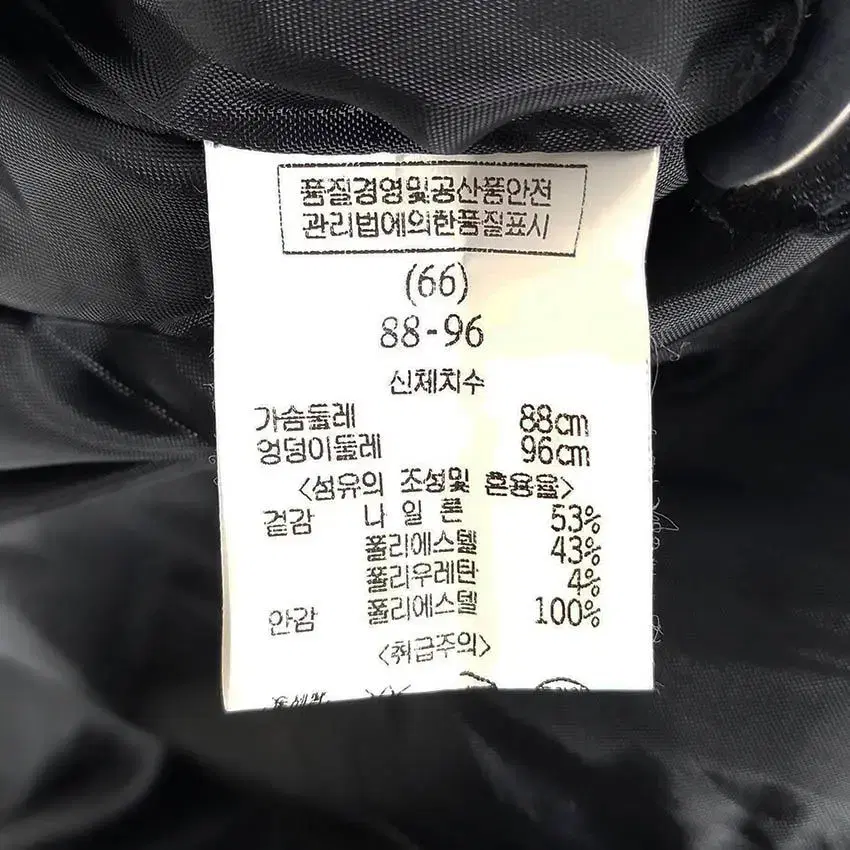 품질경영및공산품안전
관리법에의한품질표시
(66)
88-96
신체치수
가슴둘레 88cm
엉덩이둘레 96cm
<섬유의 조성및 혼용율>
겉감 나 일 론 53%
폴리에스텔 43%
폴리우레탄 4%
안감 폴리에스텔 100%
<취급주의>